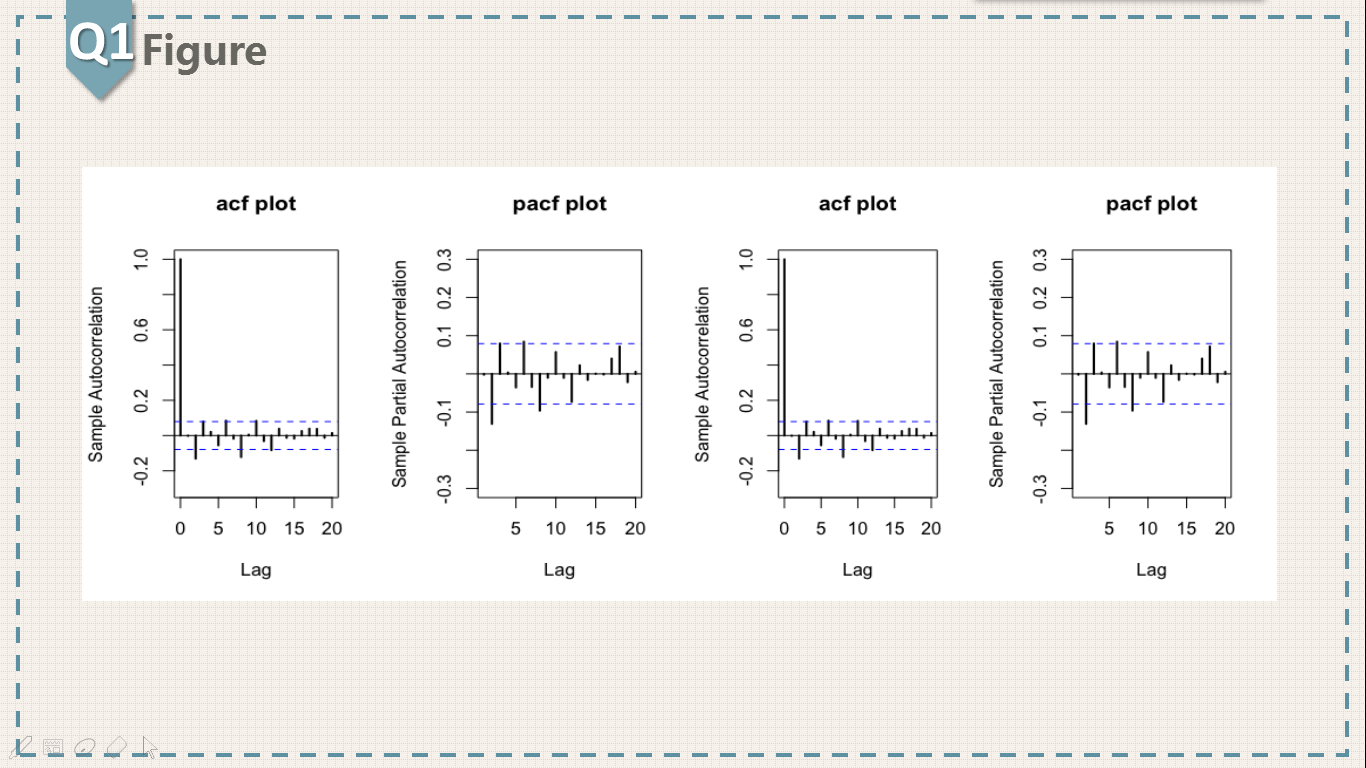 Q1 Figure
acf plot
Sample Autocorrelation
1.0
0.6
0.2
-0.2
0 5 10 15 20
Lag
pacf plot
Sample Partial Autocorrelation
0.3
0.2
0.1
-0.1
-0.3
5 10 15 20
Lag
acf plot
Sample Autocorrelation
1.0
0.6
0.2
-0.2
0 5 10 15 20
Lag
pacf plot
Sample Partial Autocorrelation
0.3
0.2
0.1
-0.1
-0.3
5 10 15 20
Lag